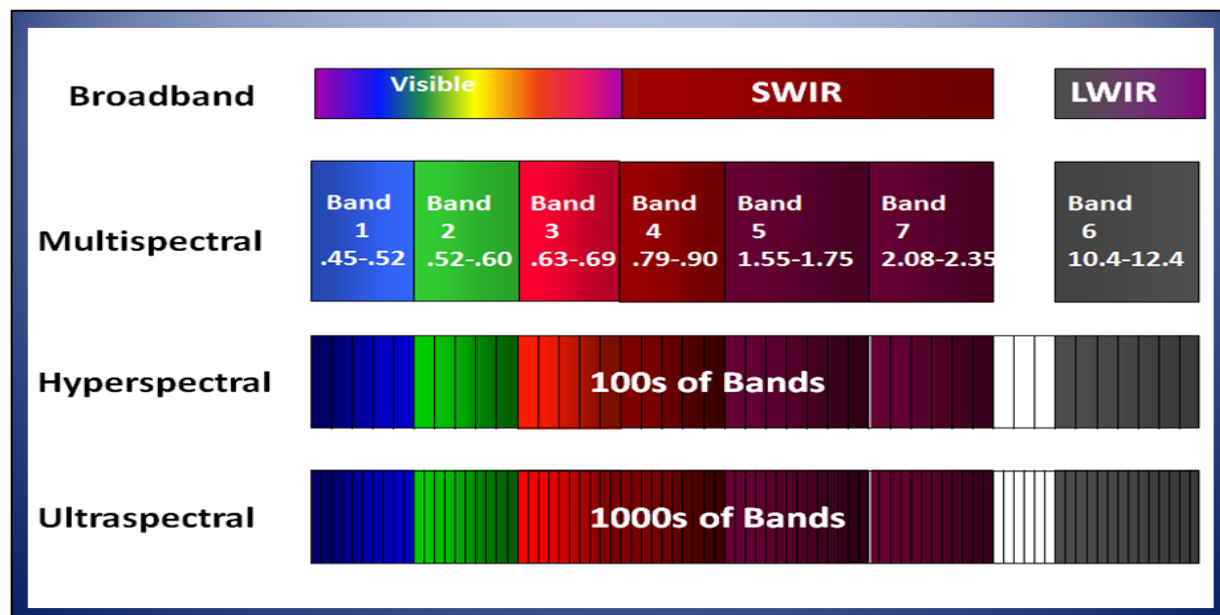 Broadband Visible SWIR LWIR
Band Band Band Band Band Band Band
1 2 3 4 5 7 6
Multispectral .45-.52 .52-.60 .63-.69 .79-.90 1.55-1.75 2.08-2.35 10.4-12.4
Hyperspectral 100s of Bands
Ultraspectral 1000s of Bands